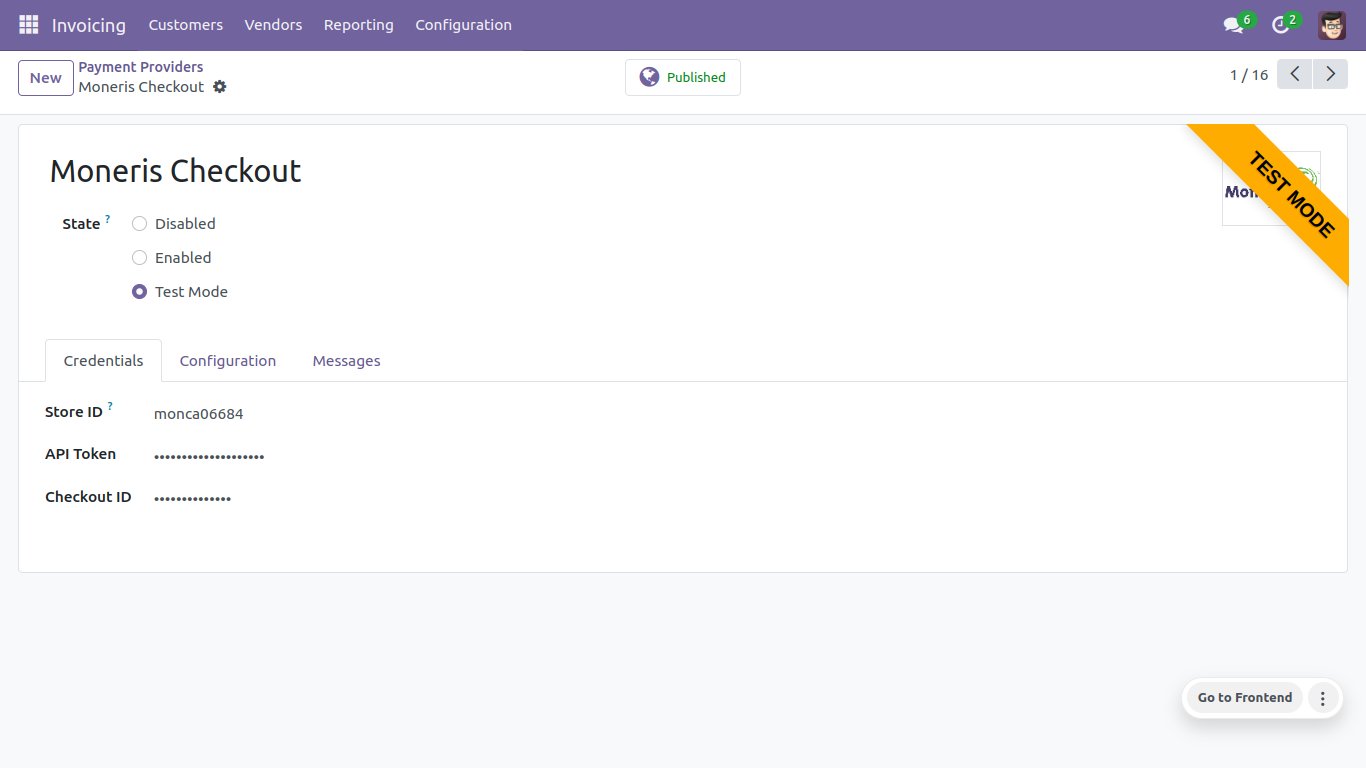 Invoicing Customers Vendors Reporting Configuration 6 2
New Payment Providers Published 1 / 16
Moneris Checkout
Moneris Checkout
TEST MODE
State ? Disabled
Enabled
Test Mode
Credentials Configuration Messages
Store ID ? monca06684
API Token ••••••••••••••••••••
Checkout ID ••••••••••••••
Go to Frontend